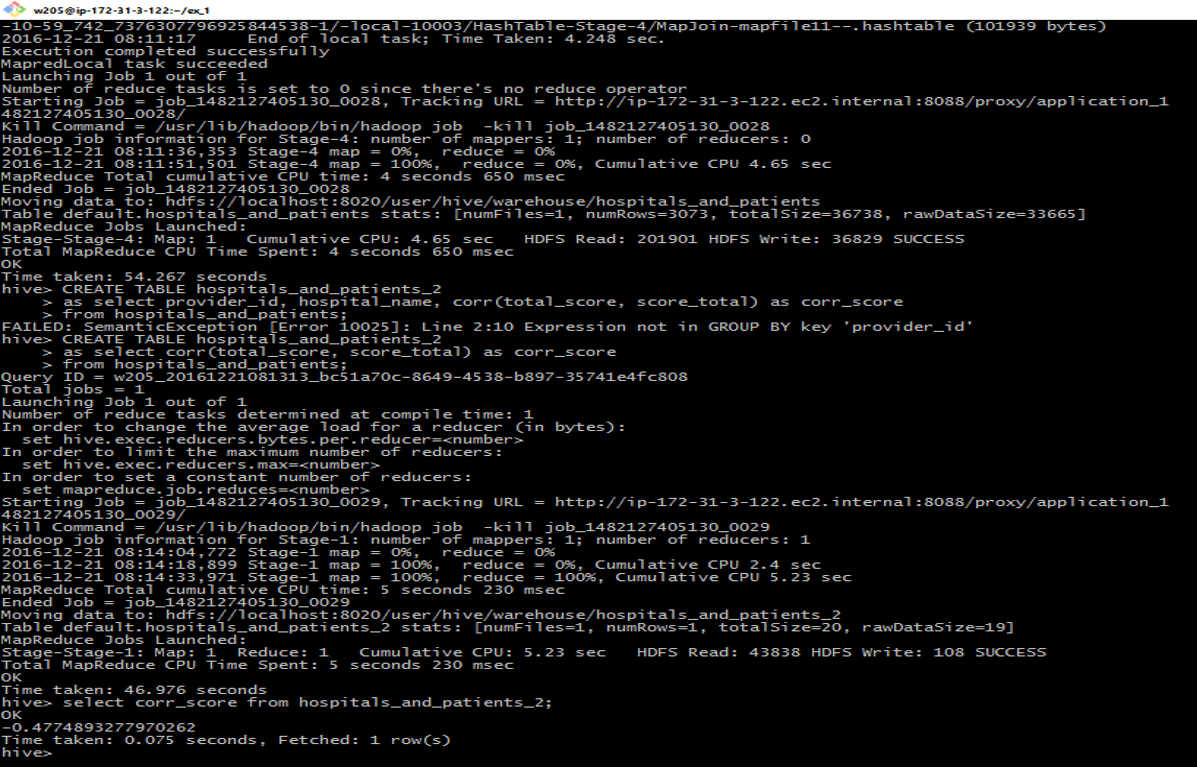 w205@ip-172-31-3-122:~/ex_1
-10-59_742_7376307796925844538-1/-local-10003/HashTable-Stage-4/MapJoin-mapfile11--.hashtable (101939 bytes)
2016-12-21 08:11:17     End of local task; Time Taken: 4.248 sec.
Execution completed successfully
MapredLocal task succeeded
Launching Job 1 out of 1
Number of reduce tasks is set to 0 since there's no reduce operator
Starting Job = job_1482127405130_0028, Tracking URL = http://ip-172-31-3-122.ec2.internal:8088/proxy/application_1
482127405130_0028/
Kill Command = /usr/lib/hadoop/bin/hadoop job  -kill job_1482127405130_0028
Hadoop job information for Stage-4: number of mappers: 1; number of reducers: 0
2016-12-21 08:11:36,353 Stage-4 map = 0%,  reduce = 0%
2016-12-21 08:11:51,501 Stage-4 map = 100%,  reduce = 0%, Cumulative CPU 4.65 sec
MapReduce Total cumulative CPU time: 4 seconds 650 msec
Ended Job = job_1482127405130_0028
Moving data to: hdfs://localhost:8020/user/hive/warehouse/hospitals_and_patients
Table default.hospitals_and_patients stats: [numFiles=1, numRows=3073, totalSize=36738, rawDataSize=33665]
MapReduce Jobs Launched:
Stage-Stage-4: Map: 1   Cumulative CPU: 4.65 sec   HDFS Read: 201901 HDFS Write: 36829 SUCCESS
Total MapReduce CPU Time Spent: 4 seconds 650 msec
OK
Time taken: 54.267 seconds
hive> CREATE TABLE hospitals_and_patients_2
    > as select provider_id, hospital_name, corr(total_score, score_total) as corr_score
    > from hospitals_and_patients;
FAILED: SemanticException [Error 10025]: Line 2:10 Expression not in GROUP BY key 'provider_id'
hive> CREATE TABLE hospitals_and_patients_2
    > as select corr(total_score, score_total) as corr_score
    > from hospitals_and_patients;
Query ID = w205_20161221081313_bc51a70c-8649-4538-b897-35741e4fc808
Total jobs = 1
Launching Job 1 out of 1
Number of reduce tasks determined at compile time: 1
In order to change the average load for a reducer (in bytes):
  set hive.exec.reducers.bytes.per.reducer=<number>
In order to limit the maximum number of reducers:
  set hive.exec.reducers.max=<number>
In order to set a constant number of reducers:
  set mapreduce.job.reduces=<number>
Starting Job = job_1482127405130_0029, Tracking URL = http://ip-172-31-3-122.ec2.internal:8088/proxy/application_1
482127405130_0029/
Kill Command = /usr/lib/hadoop/bin/hadoop job  -kill job_1482127405130_0029
Hadoop job information for Stage-1: number of mappers: 1; number of reducers: 1
2016-12-21 08:14:04,772 Stage-1 map = 0%,  reduce = 0%
2016-12-21 08:14:18,899 Stage-1 map = 100%,  reduce = 0%, Cumulative CPU 2.4 sec
2016-12-21 08:14:33,971 Stage-1 map = 100%,  reduce = 100%, Cumulative CPU 5.23 sec
MapReduce Total cumulative CPU time: 5 seconds 230 msec
Ended Job = job_1482127405130_0029
Moving data to: hdfs://localhost:8020/user/hive/warehouse/hospitals_and_patients_2
Table default.hospitals_and_patients_2 stats: [numFiles=1, numRows=1, totalSize=20, rawDataSize=19]
MapReduce Jobs Launched:
Stage-Stage-1: Map: 1  Reduce: 1   Cumulative CPU: 5.23 sec   HDFS Read: 43838 HDFS Write: 108 SUCCESS
Total MapReduce CPU Time Spent: 5 seconds 230 msec
OK
Time taken: 46.976 seconds
hive> select corr_score from hospitals_and_patients_2;
OK
-0.4774893277970262
Time taken: 0.075 seconds, Fetched: 1 row(s)
hive>